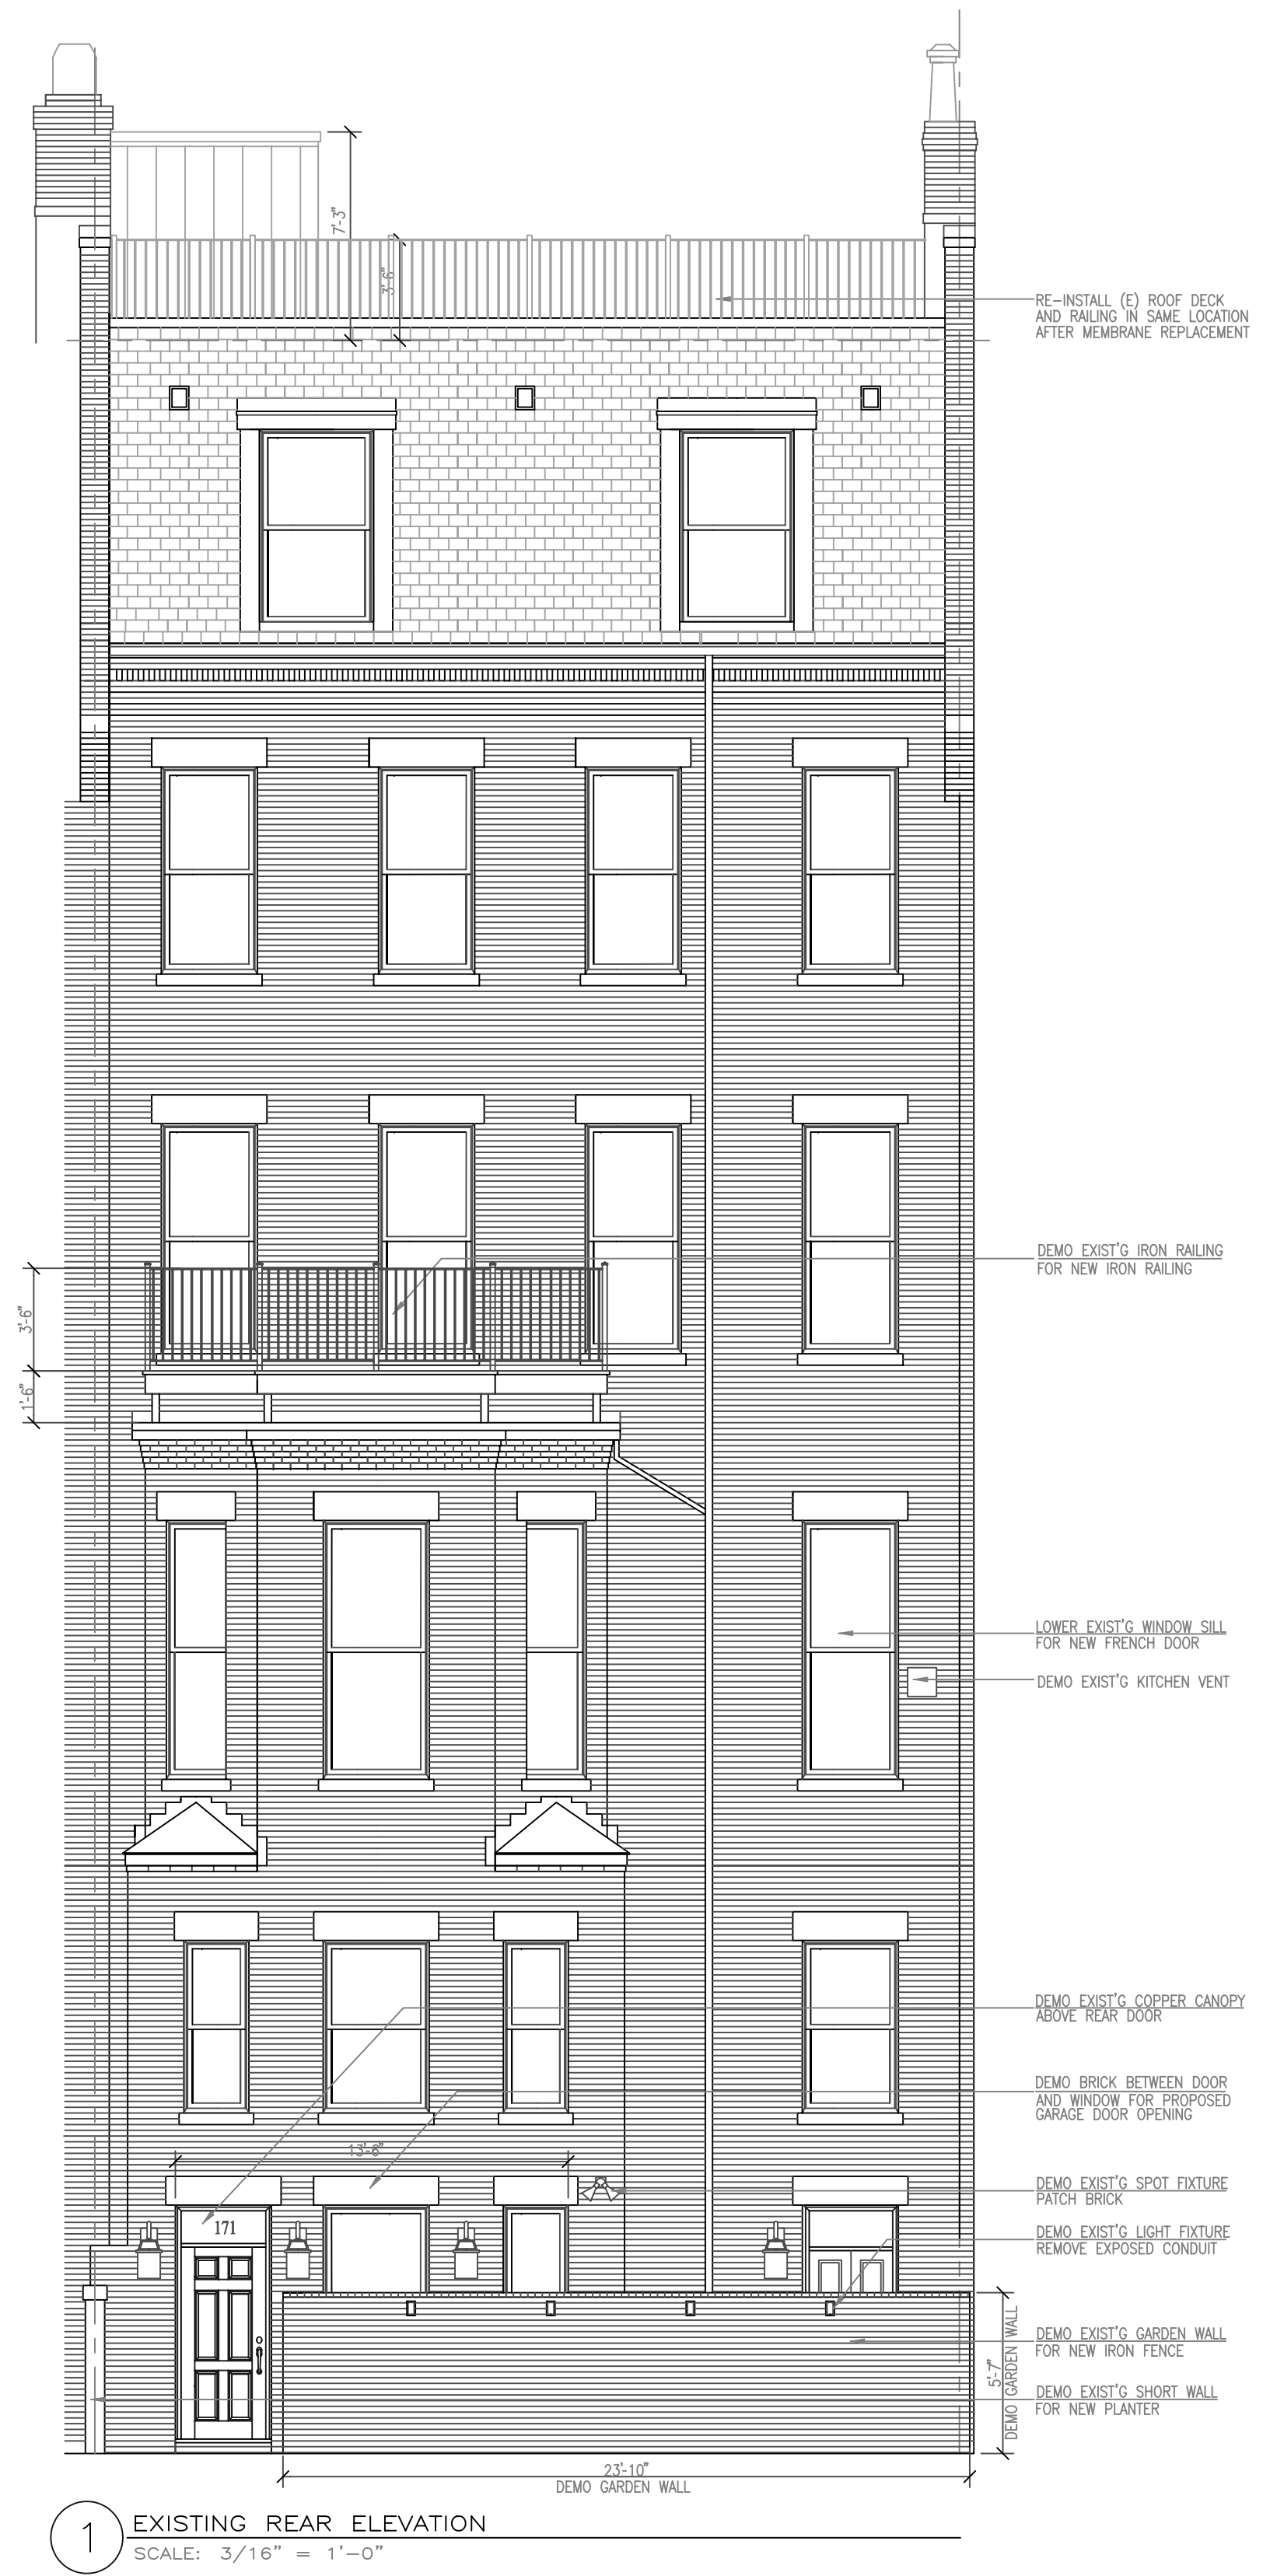 7'-3"
3'-6"
RE-INSTALL (E) ROOF DECK
AND RAILING IN SAME LOCATION
AFTER MEMBRANE REPLACEMENT
DEMO EXIST'G IRON RAILING
FOR NEW IRON RAILING
3'-6"
1'-6"
LOWER EXIST'G WINDOW SILL
FOR NEW FRENCH DOOR
DEMO EXIST'G KITCHEN VENT
DEMO EXIST'G COPPER CANOPY
ABOVE REAR DOOR
DEMO BRICK BETWEEN DOOR
AND WINDOW FOR PROPOSED
GARAGE DOOR OPENING
13'-6"
DEMO EXIST'G SPOT FIXTURE
PATCH BRICK
171
DEMO EXIST'G LIGHT FIXTURE
REMOVE EXPOSED CONDUIT
DEMO EXIST'G GARDEN WALL
FOR NEW IRON FENCE
5'-7"
DEMO GARDEN WALL
DEMO EXIST'G SHORT WALL
FOR NEW PLANTER
23'-10"
DEMO GARDEN WALL
1
EXISTING REAR ELEVATION
SCALE: 3/16" = 1'-0"